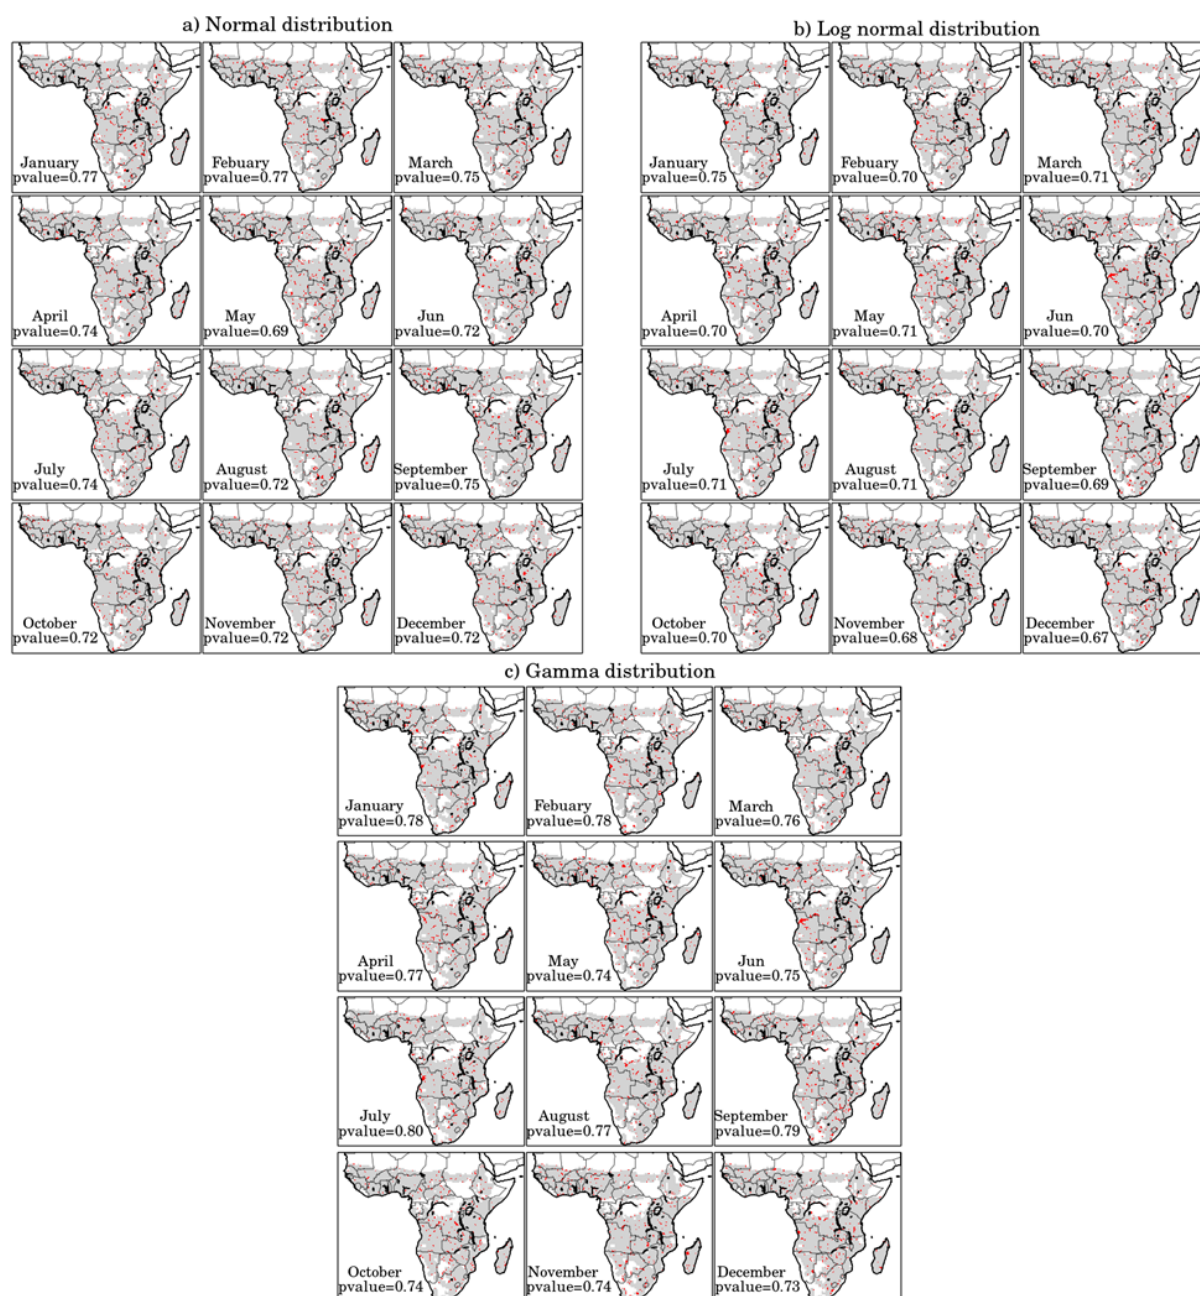 a) Normal distribution
January
pvalue=0.77
Febuary
pvalue=0.77
March
pvalue=0.75
April
pvalue=0.74
May
pvalue=0.69
Jun
pvalue=0.72
July
pvalue=0.74
August
pvalue=0.72
September
pvalue=0.75
October
pvalue=0.72
November
pvalue=0.72
December
pvalue=0.72
b) Log normal distribution
January
pvalue=0.75
Febuary
pvalue=0.70
March
pvalue=0.71
April
pvalue=0.70
May
pvalue=0.71
Jun
pvalue=0.70
July
pvalue=0.71
August
pvalue=0.71
September
pvalue=0.69
October
pvalue=0.70
November
pvalue=0.68
December
pvalue=0.67
c) Gamma distribution
January
pvalue=0.78
Febuary
pvalue=0.78
March
pvalue=0.76
April
pvalue=0.77
May
pvalue=0.74
Jun
pvalue=0.75
July
pvalue=0.80
August
pvalue=0.77
September
pvalue=0.79
October
pvalue=0.74
November
pvalue=0.74
December
pvalue=0.73